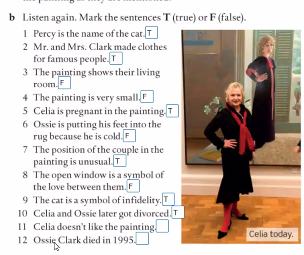 b Listen again. Mark the sentences T (true) or F (false).
1 Percy is the name of the cat. T
2 Mr. and Mrs. Clark made clothes
for famous people. T
3 The painting shows their living
room. F
4 The painting is very small. F
5 Celia is pregnant in the painting. T
6 Ossie is putting his feet into the
rug because he is cold. F
7 The position of the couple in the
painting is unusual. T
8 The open window is a symbol of
the love between them. F
9 The cat is a symbol of infidelity. T
10 Celia and Ossie later got divorced. T
11 Celia doesn't like the painting.
12 Ossie Clark died in 1995.
Celia today.